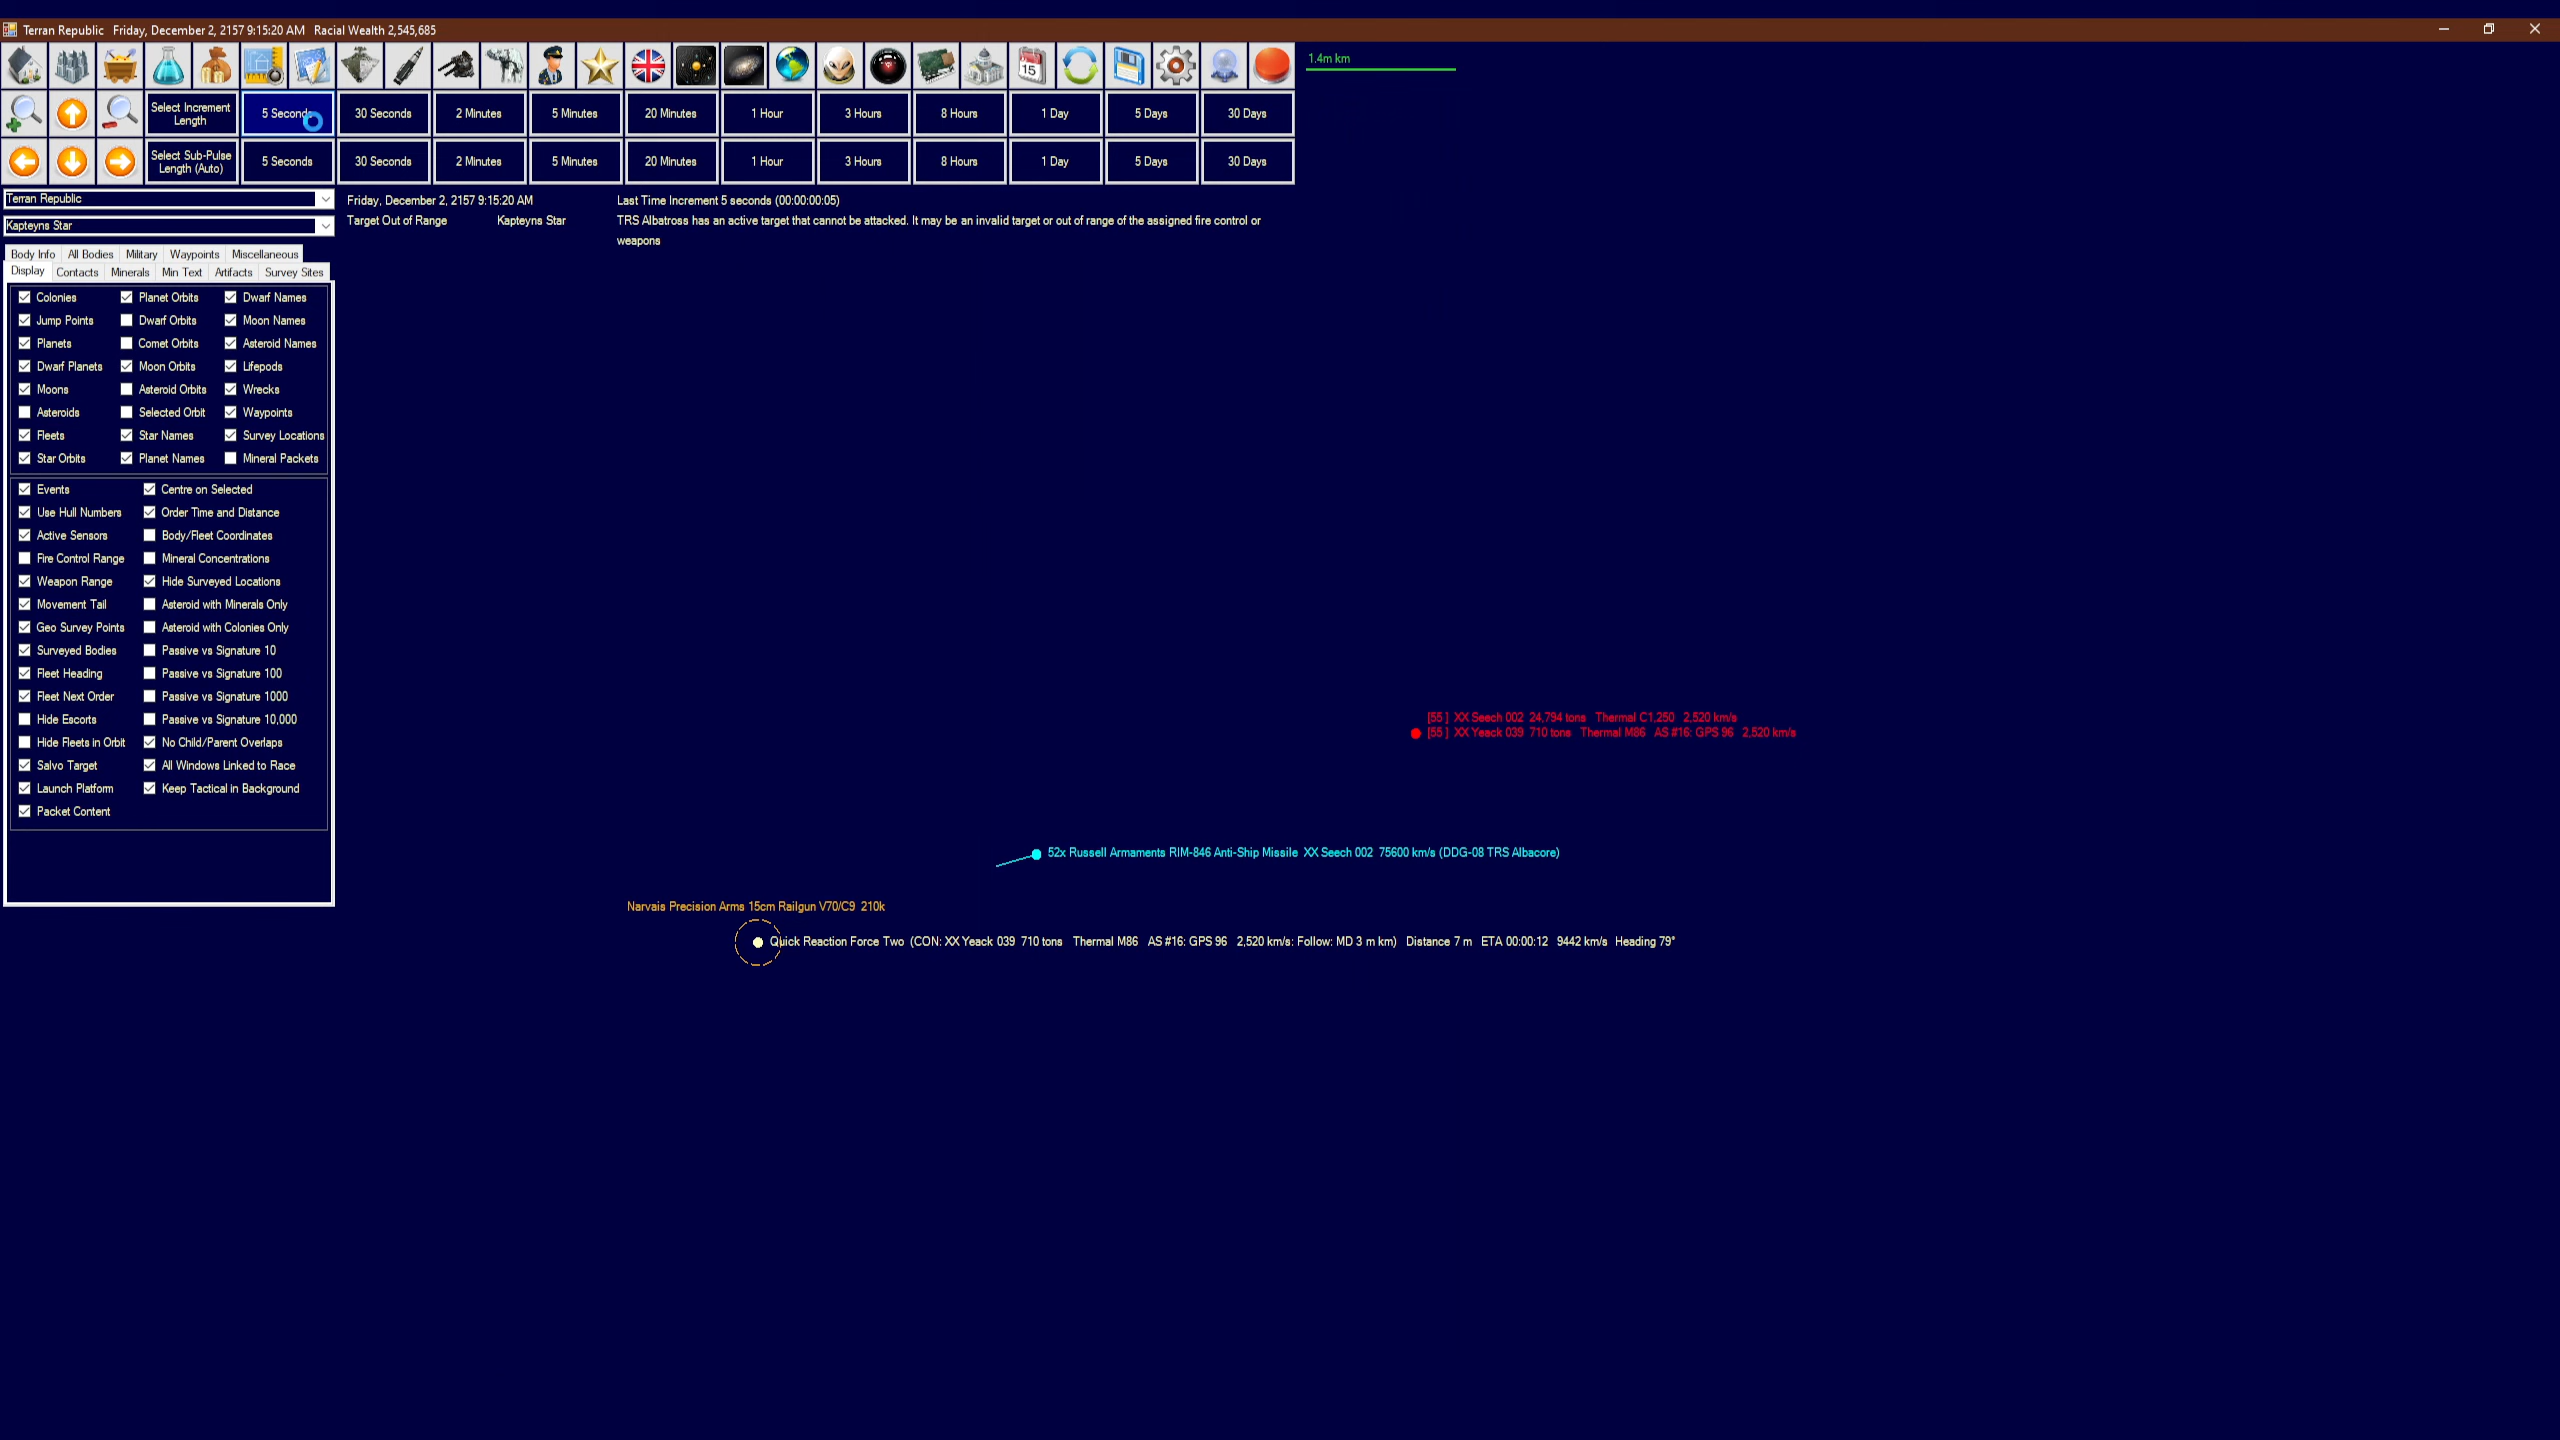 Terran Republic   Friday, December 2, 2157 9:15:20 AM   Racial Wealth 2,545,685
1.4m km
15
Select Increment Length
5 Seconds
30 Seconds
2 Minutes
5 Minutes
20 Minutes
1 Hour
3 Hours
8 Hours
1 Day
5 Days
30 Days
Select Sub-Pulse Length (Auto)
5 Seconds
30 Seconds
2 Minutes
5 Minutes
20 Minutes
1 Hour
3 Hours
8 Hours
1 Day
5 Days
30 Days
Terran Republic
Kapteyns Star
Friday, December 2, 2157 9:15:20 AM   Last Time Increment 5 seconds (00:00:00:05)
Target Out of Range   Kapteyns Star   TRS Albatross has an active target that cannot be attacked. It may be an invalid target or out of range of the assigned fire control or
weapons
Body Info   All Bodies   Military   Waypoints   Miscellaneous
Display   Contacts   Minerals   Min Text   Artifacts   Survey Sites
Colonies   Planet Orbits   Dwarf Names
Jump Points   Dwarf Orbits   Moon Names
Planets   Comet Orbits   Asteroid Names
Dwarf Planets   Moon Orbits   Lifepods
Moons   Asteroid Orbits   Wrecks
Asteroids   Selected Orbit   Waypoints
Fleets   Star Names   Survey Locations
Star Orbits   Planet Names   Mineral Packets
Events   Centre on Selected
Use Hull Numbers   Order Time and Distance
Active Sensors   Body/Fleet Coordinates
Fire Control Range   Mineral Concentrations
Weapon Range   Hide Surveyed Locations
Movement Tail   Asteroid with Minerals Only
Geo Survey Points   Asteroid with Colonies Only
Surveyed Bodies   Passive vs Signature 10
Fleet Heading   Passive vs Signature 100
Fleet Next Order   Passive vs Signature 1000
Hide Escorts   Passive vs Signature 10,000
Hide Fleets in Orbit   No Child/Parent Overlaps
Salvo Target   All Windows Linked to Race
Launch Platform   Keep Tactical in Background
Packet Content
[55 ]  XX Seech 002  24,794 tons   Thermal C1,250   2,520 km/s
[55 ]  XX Yeack 039  710 tons   Thermal M86   AS #16: GPS 96   2,520 km/s
52x Russell Armaments RIM-846 Anti-Ship Missile  XX Seech 002  75600 km/s (DDG-08 TRS Albacore)
Narvais Precision Arms 15cm Railgun V70/C9  210k
Quick Reaction Force Two  (CON: XX Yeack 039  710 tons   Thermal M86   AS #16: GPS 96   2,520 km/s: Follow: MD 3 m km)   Distance 7 m   ETA 00:00:12   9442 km/s   Heading 79°